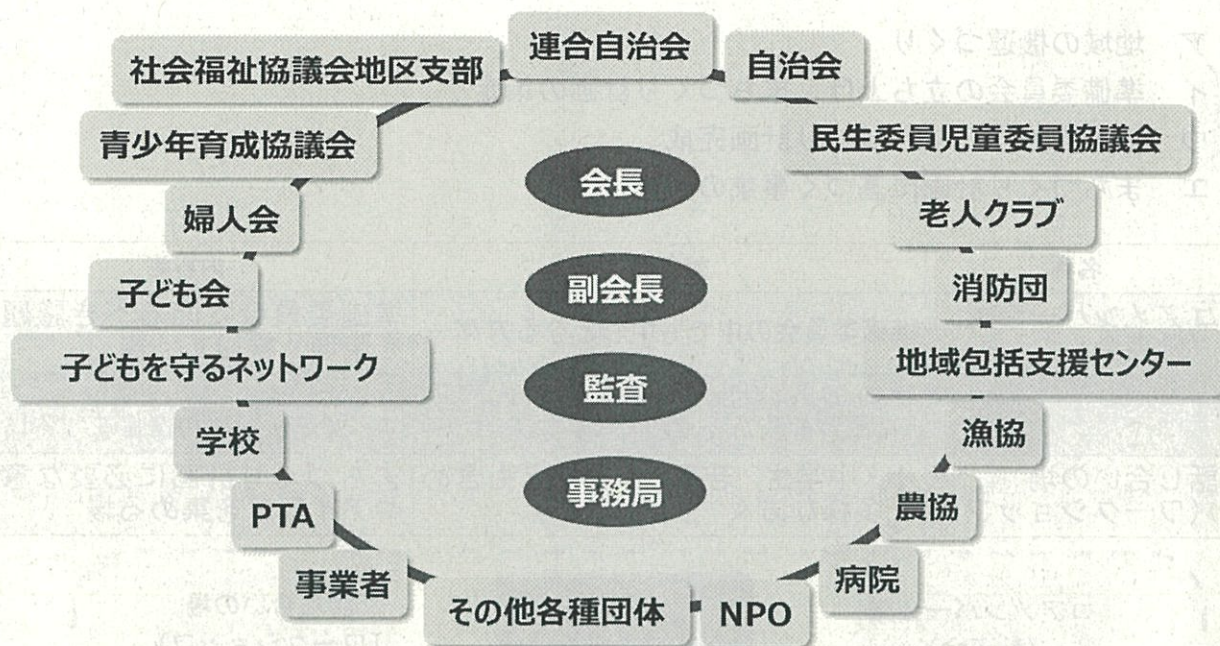 連合自治会
社会福祉協議会地区支部
自治会
青少年育成協議会
民生委員児童委員協議会
会長
婦人会
老人クラブ
副会長
子ども会
消防団
子どもを守るネットワーク
監査
地域包括支援センター
学校
漁協
事務局
PTA
農協
事業者
病院
その他各種団体
NPO